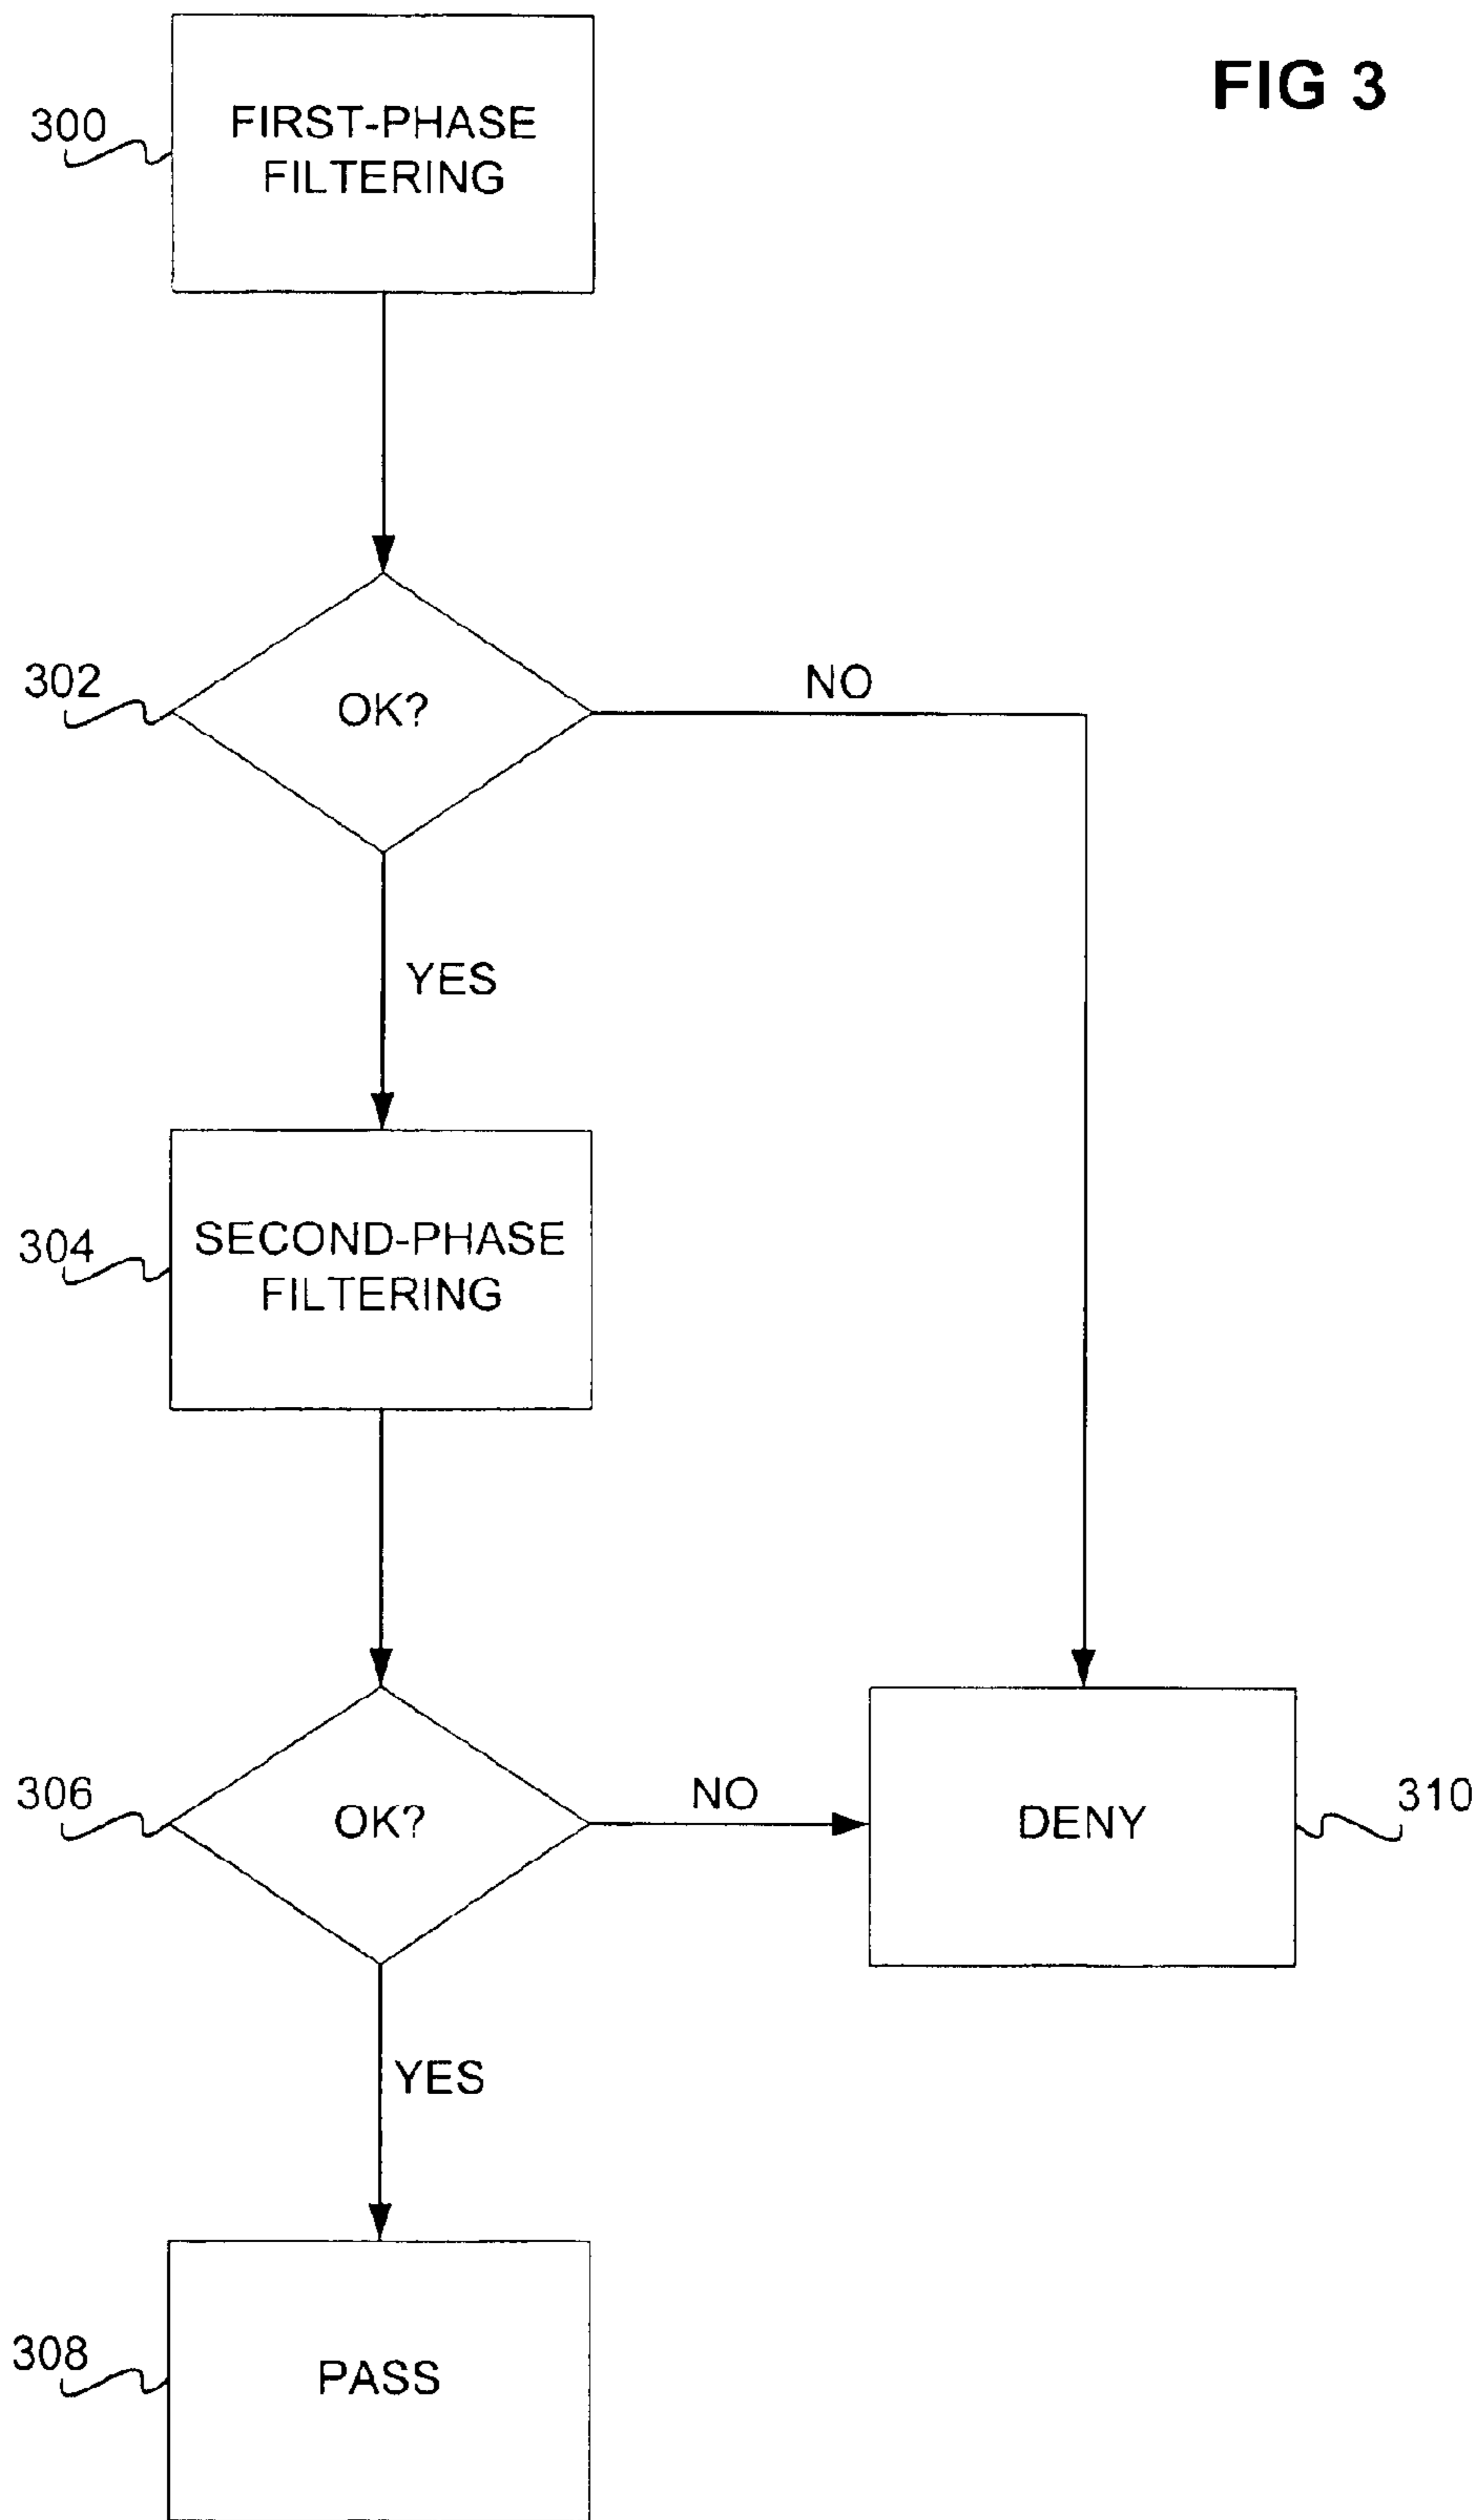 FIG 3
300
FIRST-PHASE
FILTERING
302
OK?
NO
YES
304
SECOND-PHASE
FILTERING
306
OK?
NO
DENY
310
YES
308
PASS